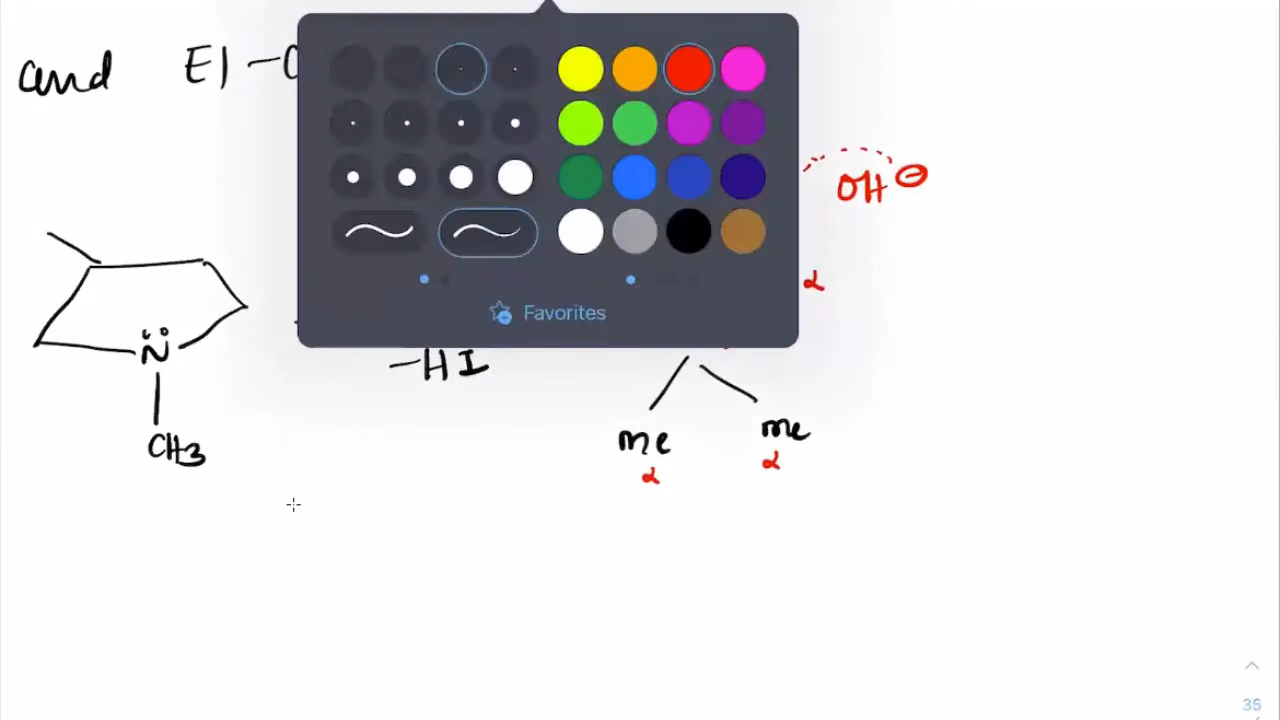 and E1 -
OH ⊖
α
N
-HI
Me Me
CH3
α α
Favorites
35